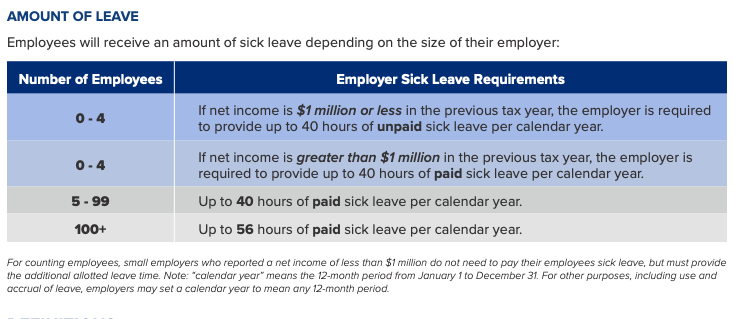 AMOUNT OF LEAVE
Employees will receive an amount of sick leave depending on the size of their employer:
Number of Employees Employer Sick Leave Requirements
0 - 4 If net income is $1 million or less in the previous tax year, the employer is required
to provide up to 40 hours of unpaid sick leave per calendar year.
0 - 4 If net income is greater than $1 million in the previous tax year, the employer is
required to provide up to 40 hours of paid sick leave per calendar year.
5 - 99 Up to 40 hours of paid sick leave per calendar year.
100+ Up to 56 hours of paid sick leave per calendar year.
For counting employees, small employers who reported a net income of less than $1 million do not need to pay their employees sick leave, but must provide
the additional allotted leave time. Note: "calendar year" means the 12-month period from January 1 to December 31. For other purposes, including use and
accrual of leave, employers may set a calendar year to mean any 12-month period.